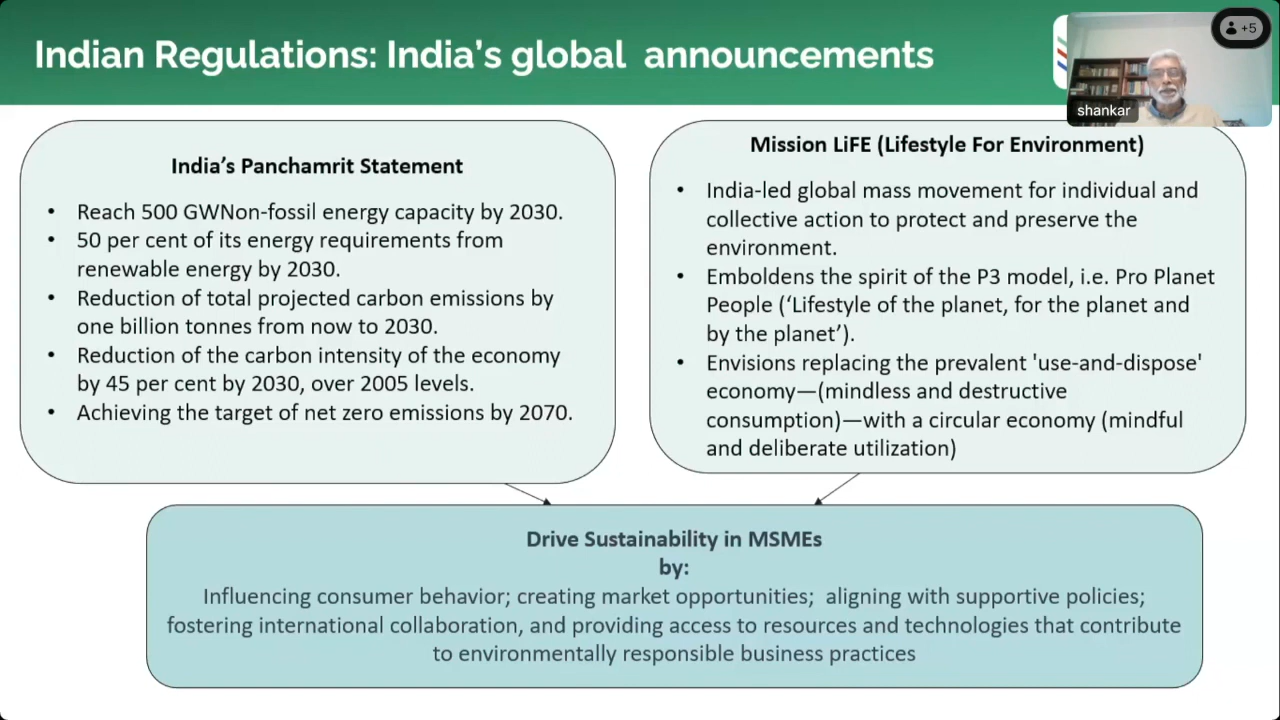 Indian Regulations: India's global announcements
+5
shankar
India's Panchamrit Statement
• Reach 500 GWNon-fossil energy capacity by 2030.
• 50 per cent of its energy requirements from
renewable energy by 2030.
• Reduction of total projected carbon emissions by
one billion tonnes from now to 2030.
• Reduction of the carbon intensity of the economy
by 45 per cent by 2030, over 2005 levels.
• Achieving the target of net zero emissions by 2070.
Mission LiFE (Lifestyle For Environment)
• India-led global mass movement for individual and
collective action to protect and preserve the
environment.
• Emboldens the spirit of the P3 model, i.e. Pro Planet
People (‘Lifestyle of the planet, for the planet and
by the planet’).
• Envisions replacing the prevalent 'use-and-dispose'
economy—(mindless and destructive
consumption)—with a circular economy (mindful
and deliberate utilization)
Drive Sustainability in MSMEs
by:
Influencing consumer behavior; creating market opportunities;  aligning with supportive policies;
fostering international collaboration, and providing access to resources and technologies that contribute
to environmentally responsible business practices